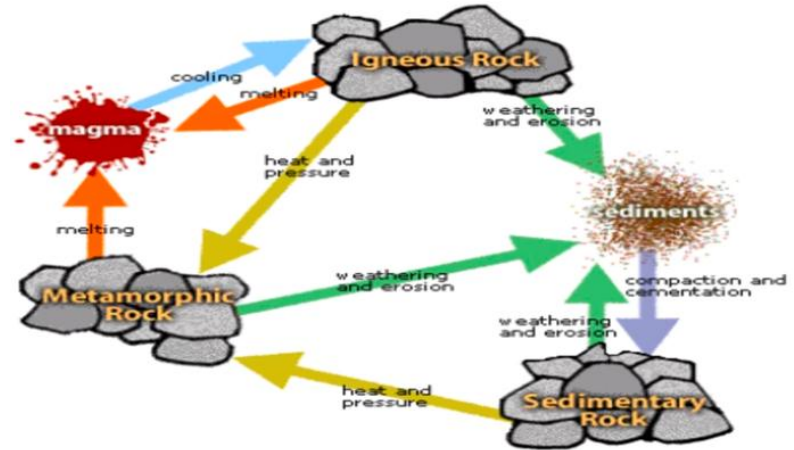 Igneous Rock
cooling
melting
magma
weathering
and erosion
heat and
pressure
sediments
melting
weathering
and erosion
compaction and
cementation
Metamorphic
Rock
weathering
and erosion
heat and
pressure
Sedimentary
Rock